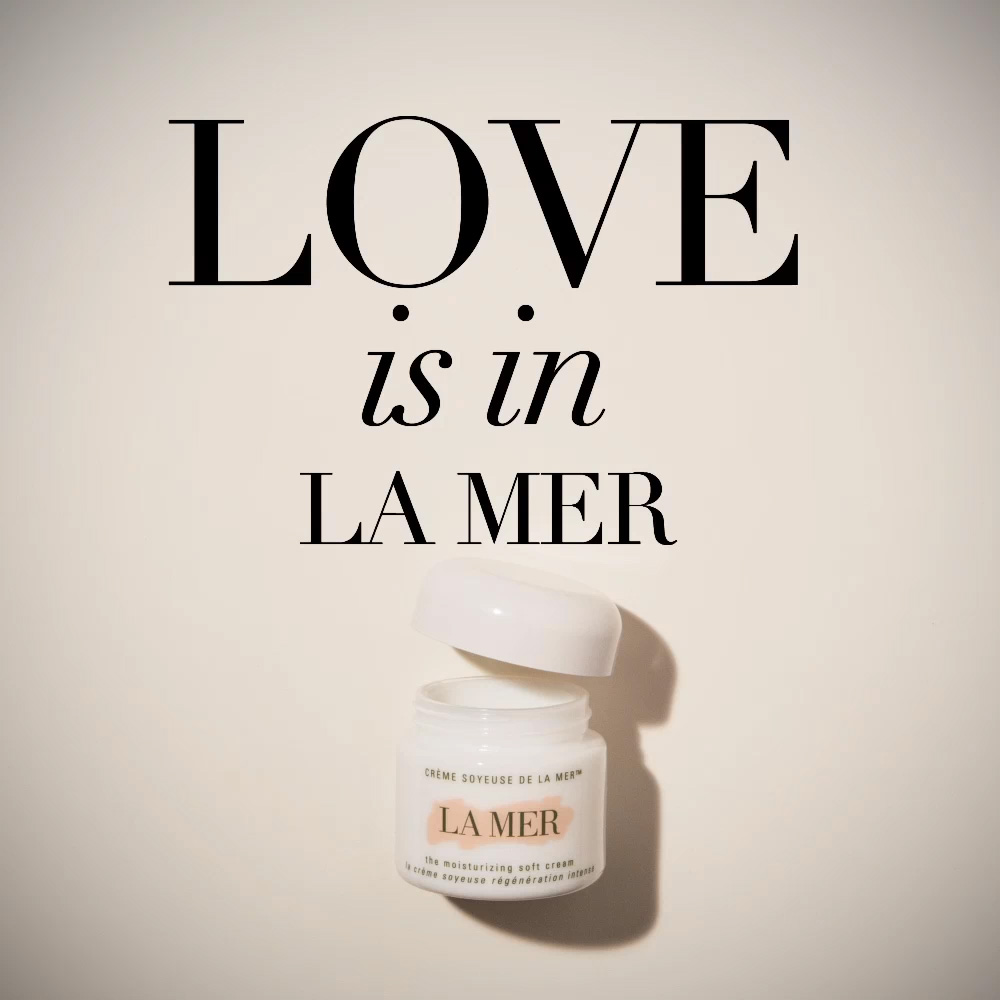 LOVE
is in
LA MER
CRÈME SOYEUSE DE LA MER™
LA MER
the moisturizing soft cream
la crème soyeuse régénération intense